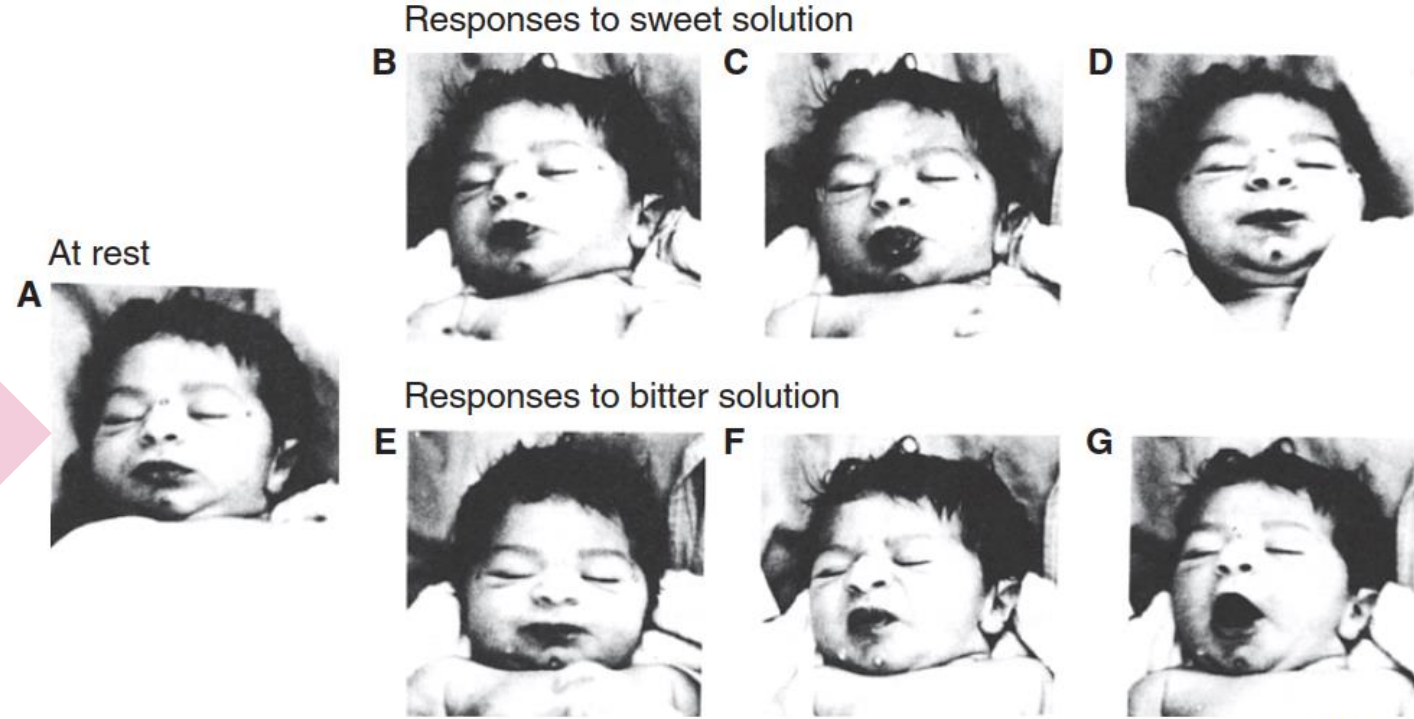 Responses to sweet solution
B
C
D
At rest
A
Responses to bitter solution
E
F
G